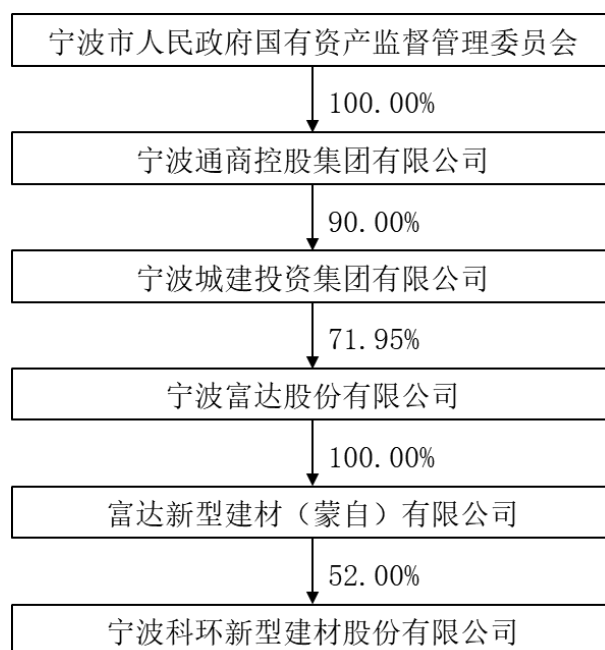 宁波市人民政府国有资产监督管理委员会
100.00%
宁波通商控股集团有限公司
90.00%
宁波城建投资集团有限公司
71.95%
宁波富达股份有限公司
100.00%
富达新型建材（蒙自）有限公司
52.00%
宁波科环新型建材股份有限公司